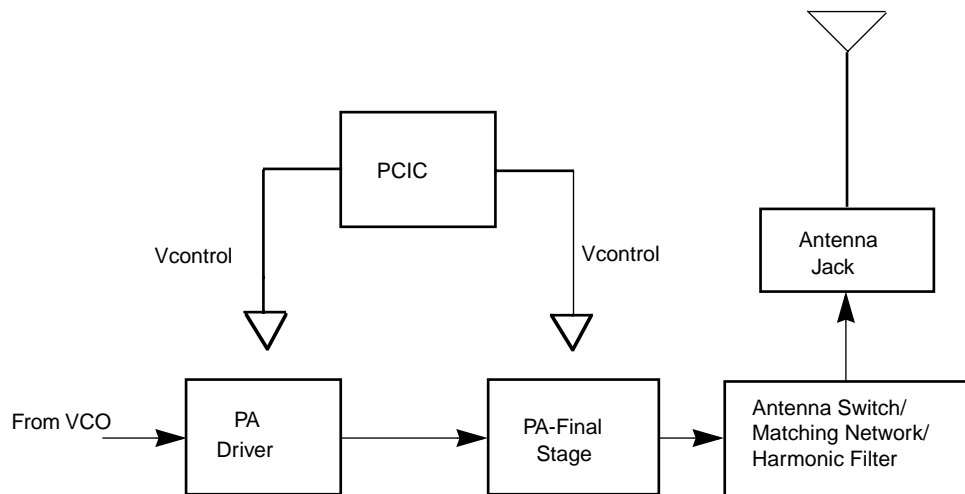 PCIC
Vcontrol
Vcontrol
Antenna
Jack
From VCO
PA
Driver
PA-Final
Stage
Antenna Switch/
Matching Network/
Harmonic Filter